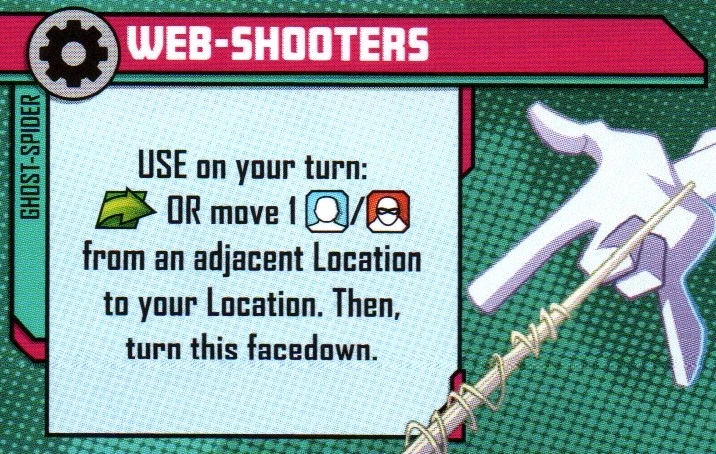 WEB-SHOOTERS
GHOST-SPIDER
USE on your turn:
OR move 1 /
from an adjacent Location
to your Location. Then,
turn this facedown.